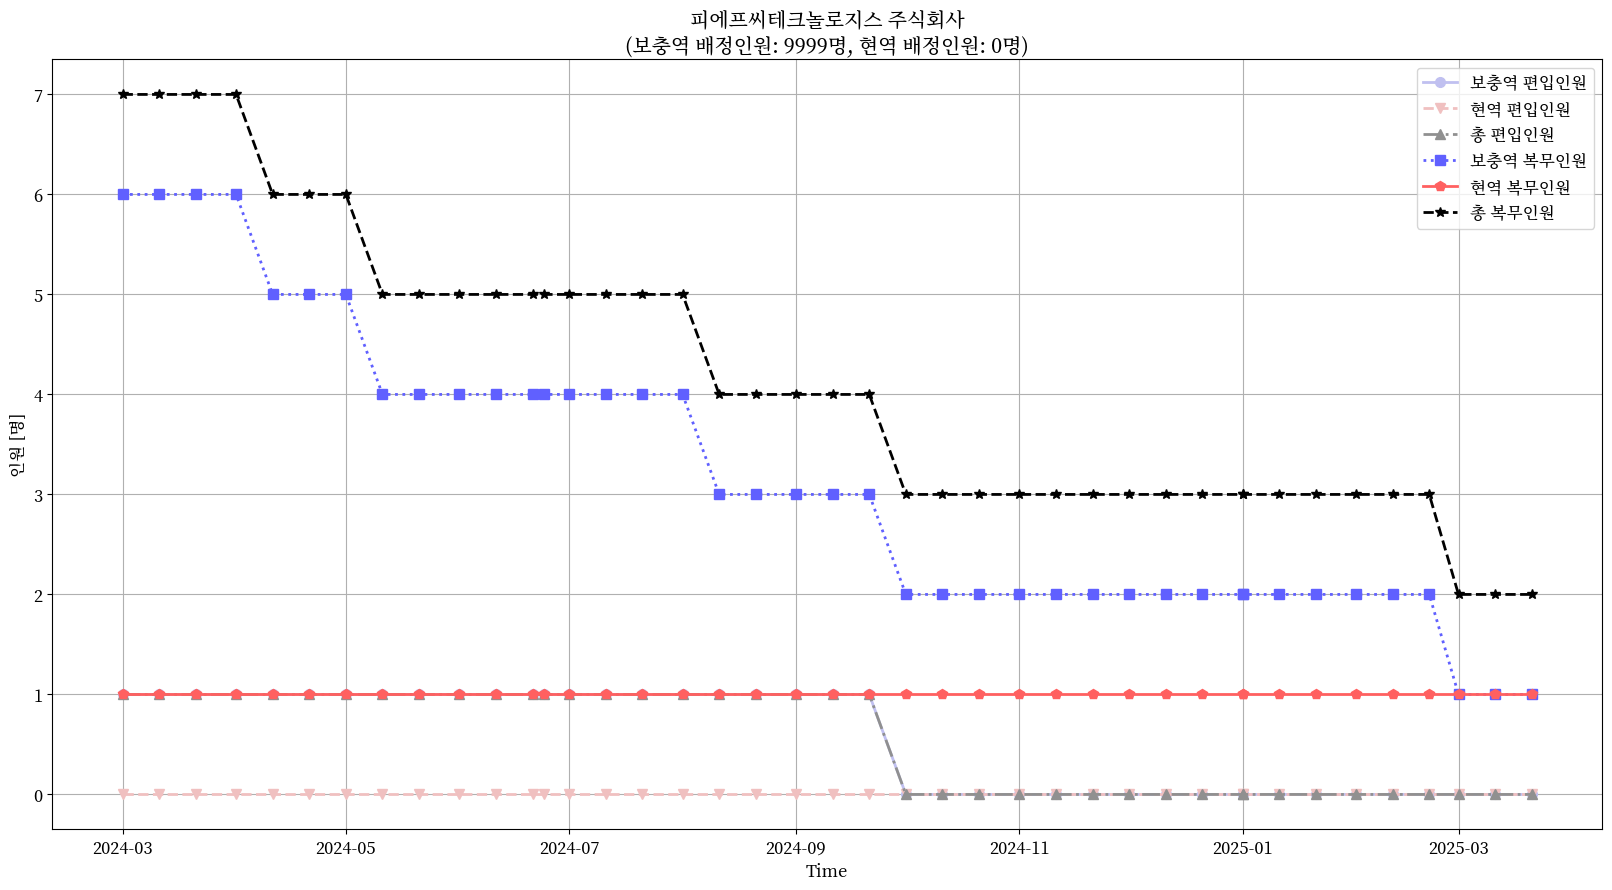 피에프씨테크놀로지스 주식회사
(보충역 배정인원: 9999명, 현역 배정인원: 0명)
보충역 편입인원
현역 편입인원
총 편입인원
보충역 복무인원
현역 복무인원
총 복무인원
인원 [명]
7
6
5
4
3
2
1
0
2024-03
2024-05
2024-07
2024-09
2024-11
2025-01
2025-03
Time